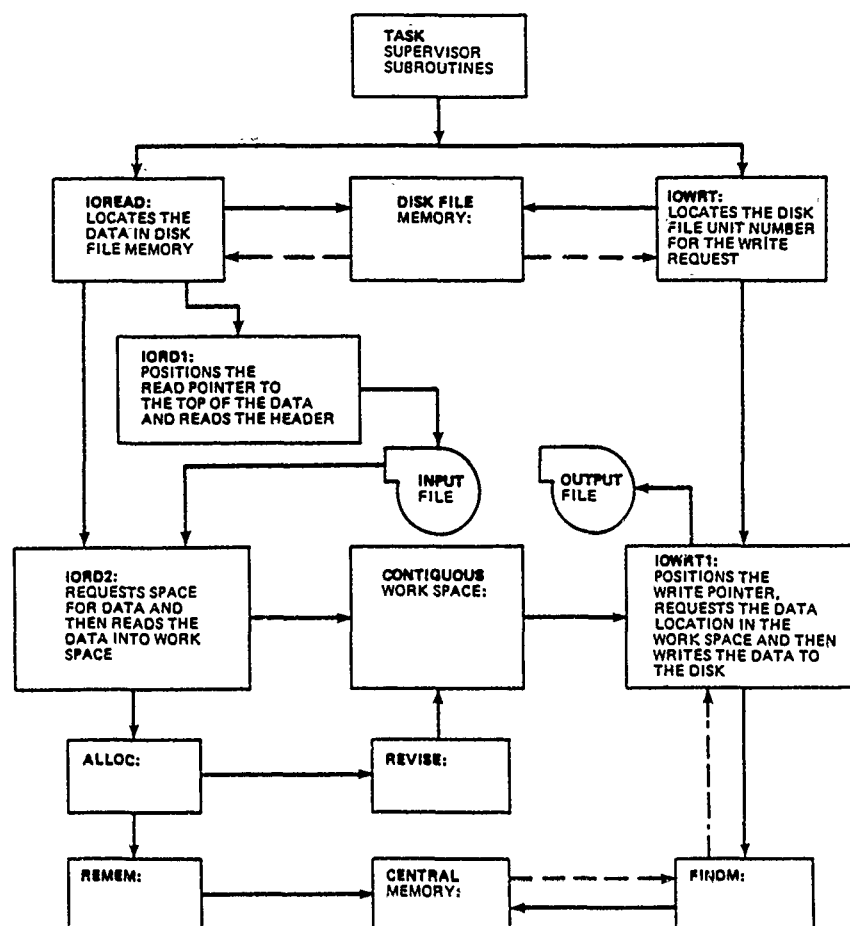 TASK
SUPERVISOR
SUBROUTINES
IOREAD:
LOCATES THE
DATA IN DISK
FILE MEMORY
DISK FILE
MEMORY:
IOWRT:
LOCATES THE DISK
FILE UNIT NUMBER
FOR THE WRITE
REQUEST
IORD1:
POSITIONS THE
READ POINTER TO
THE TOP OF THE DATA
AND READS THE HEADER
INPUT
FILE
OUTPUT
FILE
IORD2:
REQUESTS SPACE
FOR DATA AND
THEN READS THE
DATA INTO WORK
SPACE
CONTIGUOUS
WORK SPACE:
IOWRT1:
POSITIONS THE
WRITE POINTER,
REQUESTS THE DATA
LOCATION IN THE
WORK SPACE AND THEN
WRITES THE DATA TO
THE DISK
ALLOC:
REVISE:
REMEM:
CENTRAL
MEMORY:
FINDM: